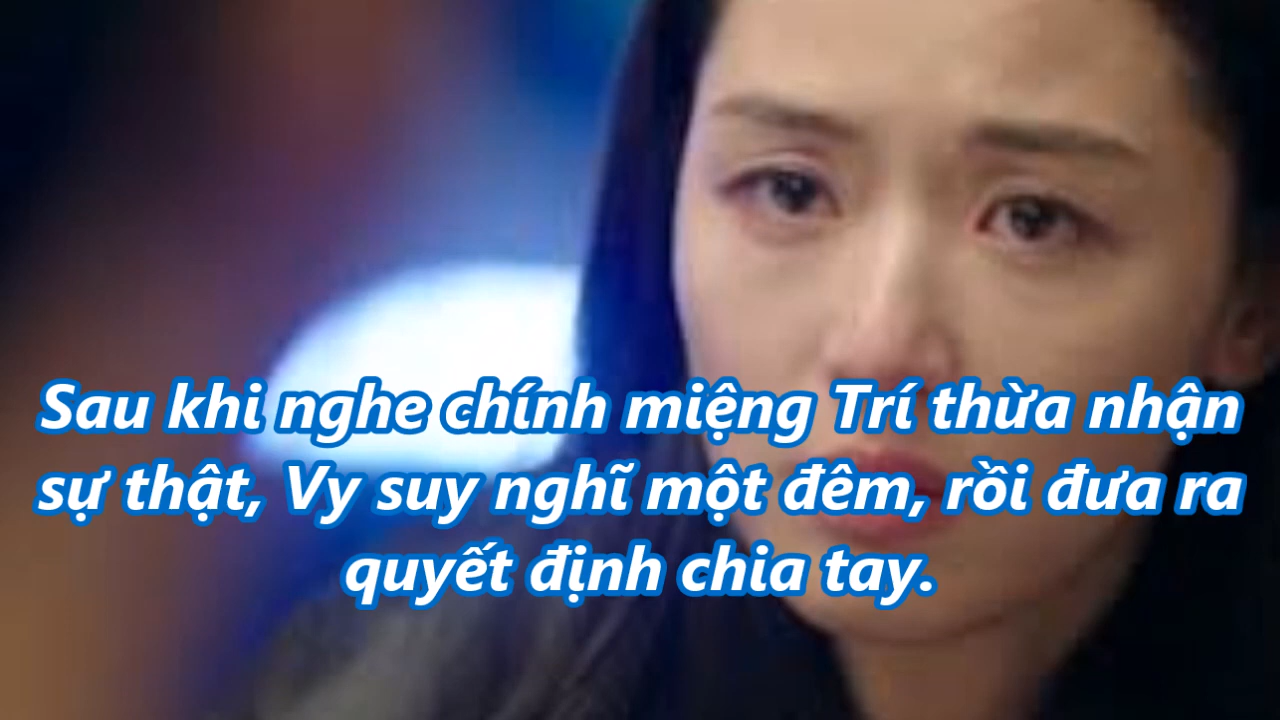 Sau khi nghe chính miệng Trí thừa nhận
sự thật, Vy suy nghĩ một đêm, rồi đưa ra
quyết định chia tay.